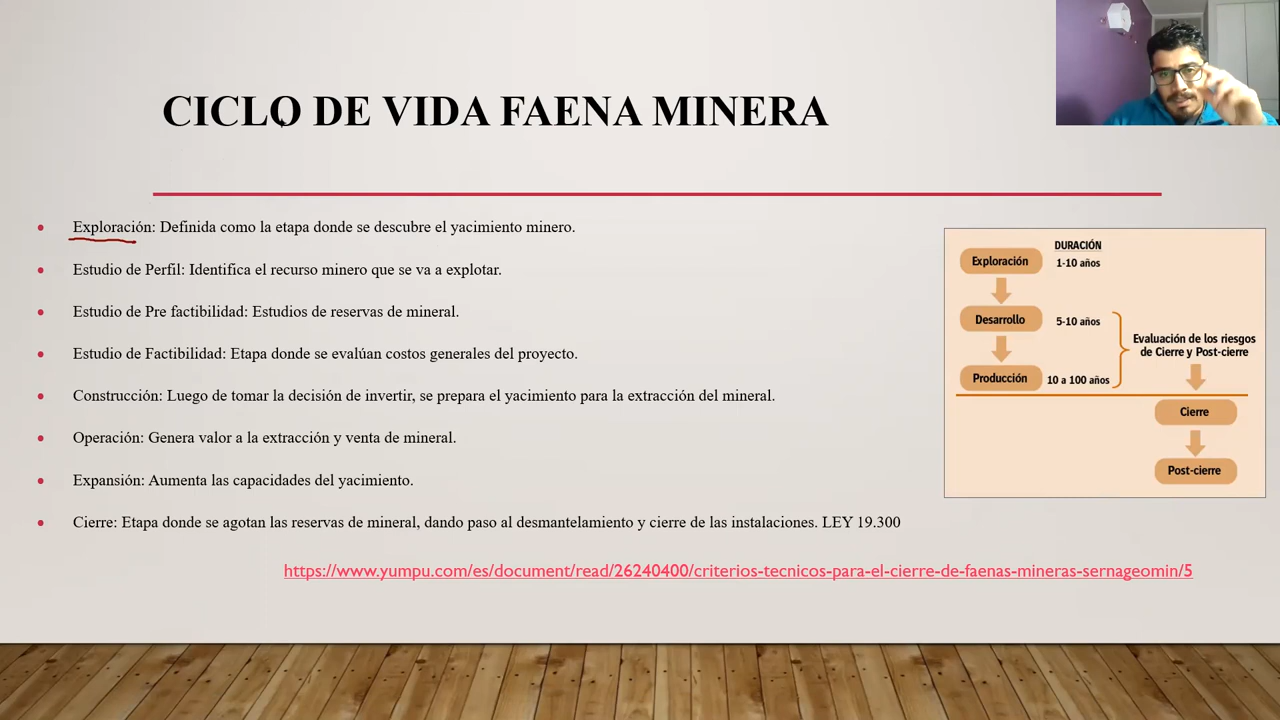 CICLO DE VIDA FAENA MINERA
Exploración: Definida como la etapa donde se descubre el yacimiento minero.
Estudio de Perfil: Identifica el recurso minero que se va a explotar.
Estudio de Pre factibilidad: Estudios de reservas de mineral.
Estudio de Factibilidad: Etapa donde se evalúan costos generales del proyecto.
Construcción: Luego de tomar la decisión de invertir, se prepara el yacimiento para la extracción del mineral.
Operación: Genera valor a la extracción y venta de mineral.
Expansión: Aumenta las capacidades del yacimiento.
Cierre: Etapa donde se agotan las reservas de mineral, dando paso al desmantelamiento y cierre de las instalaciones. LEY 19.300
https://www.yumpu.com/es/document/read/26240400/criterios-tecnicos-para-el-cierre-de-faenas-mineras-sernageomin/5
DURACIÓN
Exploración 1-10 años
Desarrollo 5-10 años
Producción 10 a 100 años
Evaluación de los riesgos
de Cierre y Post-cierre
Cierre
Post-cierre